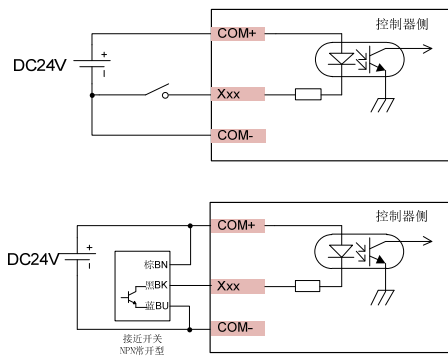 控制器侧
COM+
DC24V
+
Xxx
COM-
控制器侧
COM+
DC24V
+
棕BN
黑BK
Xxx
蓝BU
COM-
接近开关
NPN常开型